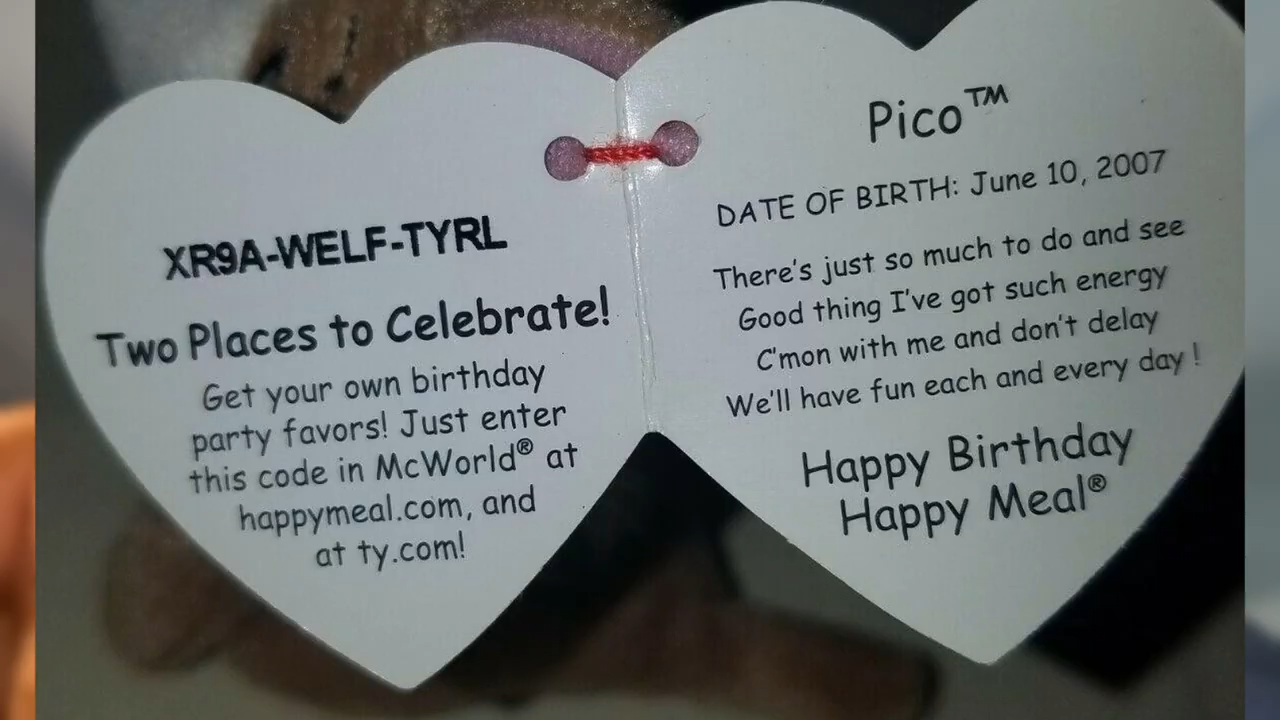 XR9A-WELF-TYRL
Two Places to Celebrate!
Get your own birthday
party favors! Just enter
this code in McWorld® at
happymeal.com, and
at ty.com!
Pico™
DATE OF BIRTH: June 10, 2007
There's just so much to do and see
Good thing I've got such energy
C'mon with me and don't delay
We'll have fun each and every day !
Happy Birthday
Happy Meal®